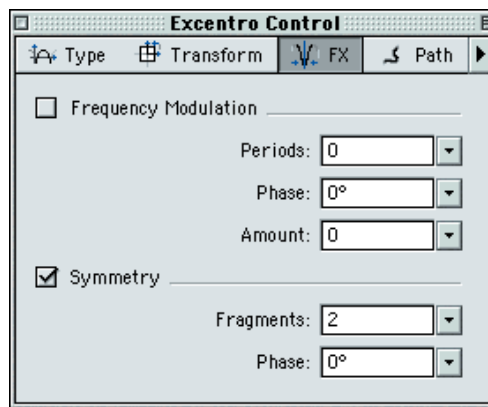 Excentro Control
Type Transform FX Path
Frequency Modulation
Periods: 0
Phase: 0°
Amount: 0
Symmetry
Fragments: 2
Phase: 0°